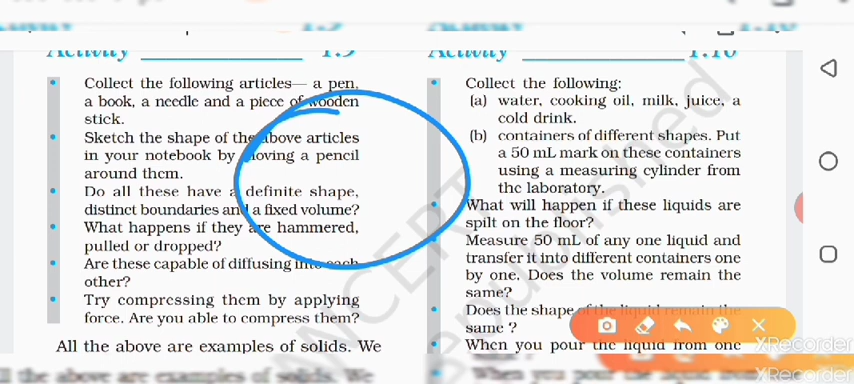 Activity 1.9
• Collect the following articles— a pen,
a book, a needle and a piece of wooden
stick.
• Sketch the shape of the above articles
in your notebook by moving a pencil
around them.
• Do all these have a definite shape,
distinct boundaries and a fixed volume?
• What happens if they are hammered,
pulled or dropped?
• Are these capable of diffusing into each
other?
• Try compressing them by applying
force. Are you able to compress them?
All the above are examples of solids. We
Activity 1.10
• Collect the following:
(a) water, cooking oil, milk, juice, a
cold drink.
(b) containers of different shapes. Put
a 50 mL mark on these containers
using a measuring cylinder from
the laboratory.
• What will happen if these liquids are
spilt on the floor?
• Measure 50 mL of any one liquid and
transfer it into different containers one
by one. Does the volume remain the
same?
• Does the shape of the liquid remain the
same ?
• When you pour the liquid from one
NCERT
republished
XRecorder